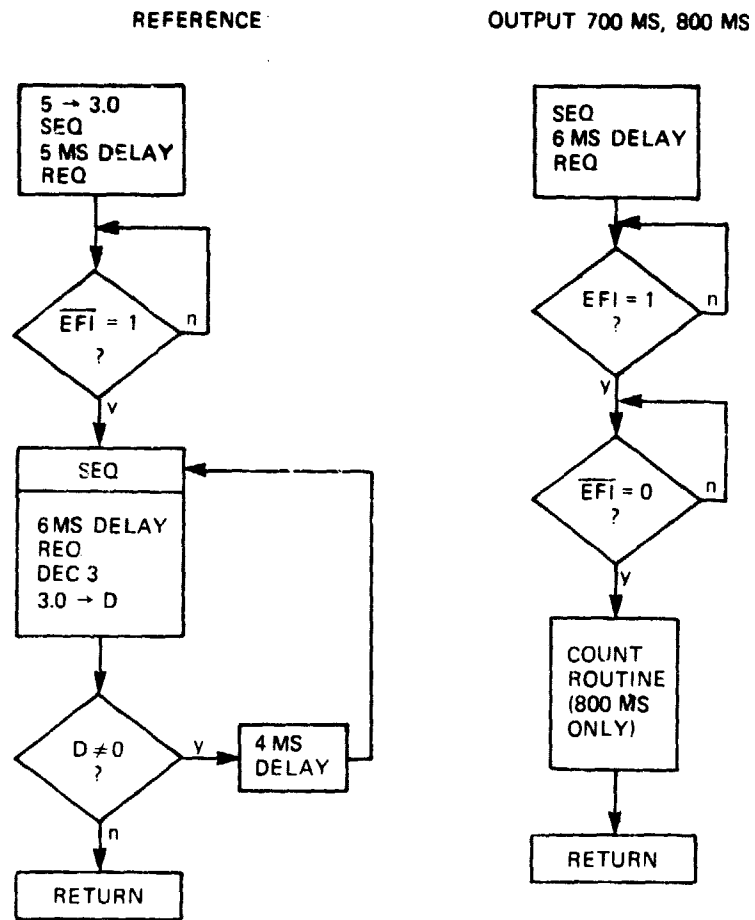 REFERENCE
5 → 3.0
SEQ
5 MS DELAY
REQ
EFI = 1
?
n
y
SEQ
6 MS DELAY
REQ
DEC 3
3.0 → D
D ≠ 0
?
y
4 MS
DELAY
n
RETURN
OUTPUT 700 MS, 800 MS
SEQ
6 MS DELAY
REQ
EFI = 1
?
n
y
EFI = 0
?
n
y
COUNT
ROUTINE
(800 MS
ONLY)
RETURN